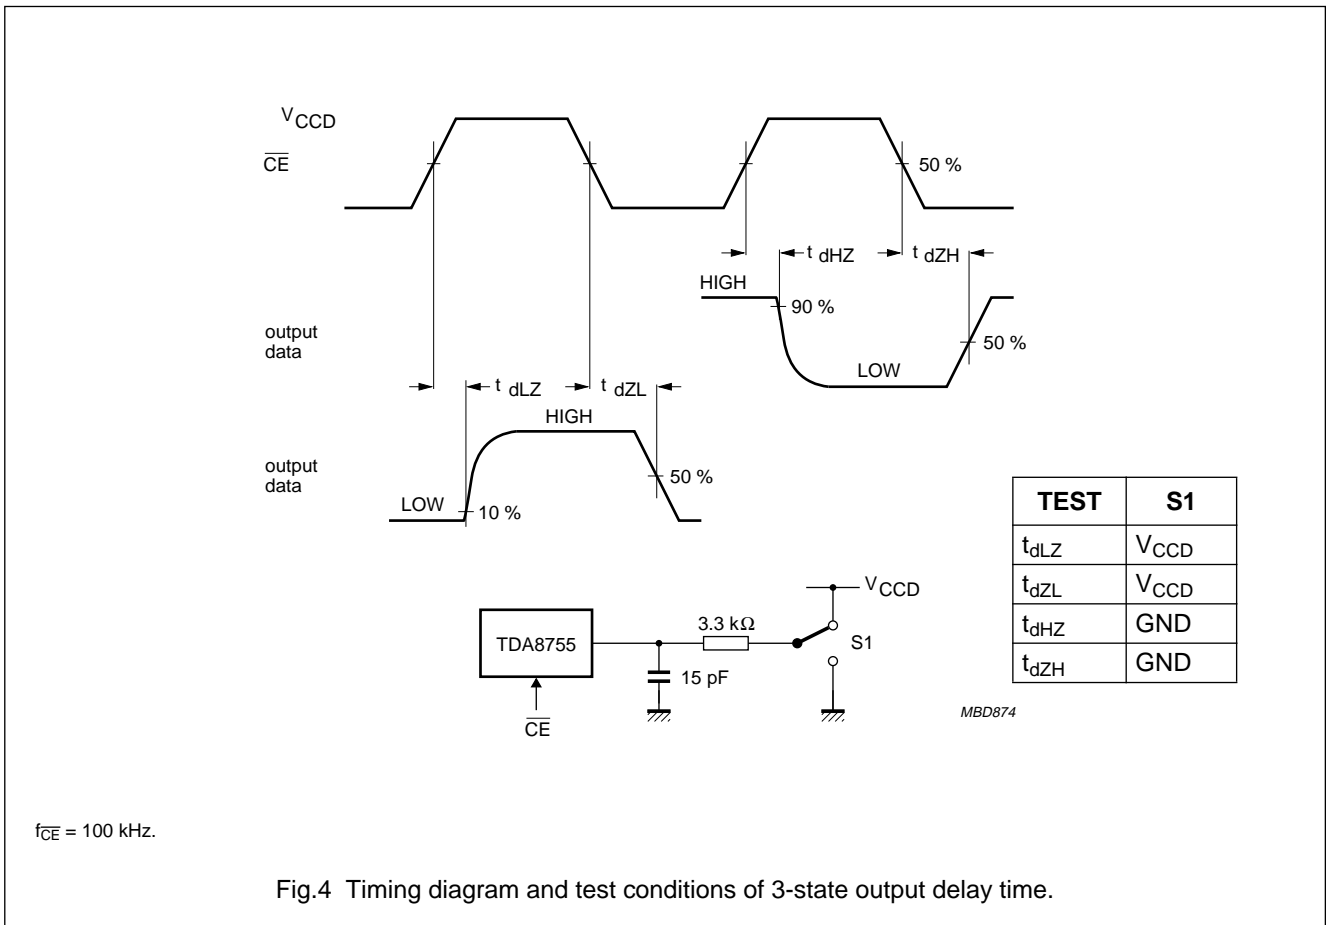 VCCD
CE
50 %
t dHZ
t dZH
HIGH
90 %
output
data
50 %
LOW
t dLZ
t dZL
HIGH
output
data
50 %
LOW
10 %
TEST S1
tdLZ VCCD
tdZL VCCD
tdHZ GND
tdZH GND
VCCD
3.3 kΩ
TDA8755
S1
15 pF
CE
MBD874
fCE = 100 kHz.
Fig.4 Timing diagram and test conditions of 3-state output delay time.